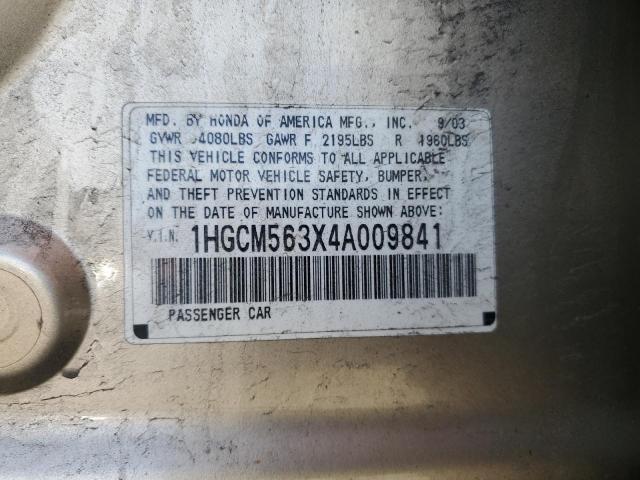 MFD. BY HONDA OF AMERICA MFG., INC. 9/03
GVWR 4080LBS GAWR F 2195LBS R 1960LBS
THIS VEHICLE CONFORMS TO ALL APPLICABLE
FEDERAL MOTOR VEHICLE SAFETY, BUMPER,
AND THEFT PREVENTION STANDARDS IN EFFECT
ON THE DATE OF MANUFACTURE SHOWN ABOVE:
V.I.N. 1HGCM563X4A009841
PASSENGER CAR